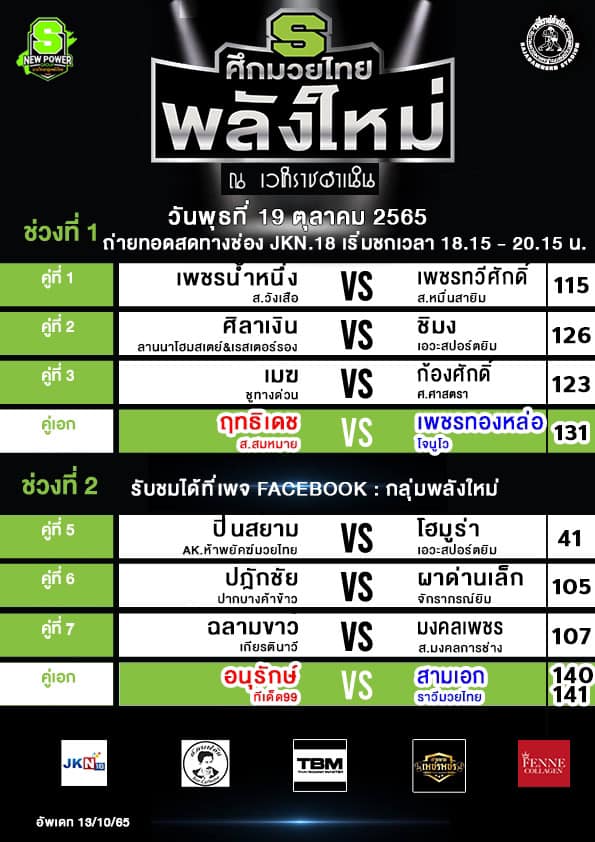 S
NEW POWER
GROUP
S
RAJADAMNERN STADIUM
ศึกมวยไทย
พลังใหม่
ณ เวทีราชดำเนิน
ช่วงที่ 1
วันพุธที่ 19 ตุลาคม 2565
ถ่ายทอดสดทางช่อง JKN.18 เริ่มชกเวลา 18.15 - 20.15 น.
คู่ที่ 1 เพชรน้ำหนึ่ง VS เพชรทวีศักดิ์ 115
ส.วังเสือ ส.หมื่นสายิม
คู่ที่ 2 ศิลาเงิน VS ชิมง 126
ลานนาโฮมสเตย์&เรสเตอร์รอง เอวะสปอร์ตยิม
คู่ที่ 3 เมฆ VS ก้องศักดิ์ 123
ชูทางด่วน ศ.ศาสตรา
คู่เอก ฤทธิเดช VS เพชรทองหล่อ 131
ส.สมหมาย โจนูโว
ช่วงที่ 2 รับชมได้ที่เพจ FACEBOOK : กลุ่มพลังใหม่
คู่ที่ 5 ปิ่นสยาม VS โฮมูร่า 41
AK.ห้าพยัคฆ์มวยไทย เอวะสปอร์ตยิม
คู่ที่ 6 ปฎักชัย VS ผาด่านเล็ก 105
ปากบางค้าข้าว จักราภรณ์ยิม
คู่ที่ 7 ฉลามขาว VS มงคลเพชร 107
เกียรตินาวี ส.มงคลการช่าง
คู่เอก อนุรักษ์ VS สามเอก 140
ทีเด็ด99 ราวีมวยไทย 141
JKN 18
TBM
เพชรพชร
FENNE
COLLAGEN
อัพเดท 13/10/65